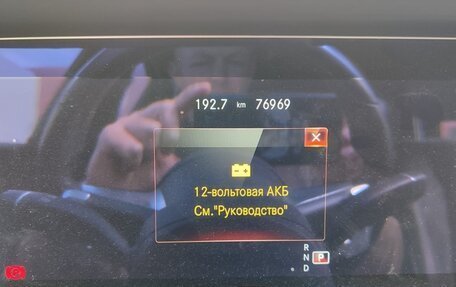 192.7 km 76969
12-вольтовая АКБ
См."Руководство"
R
N P
D